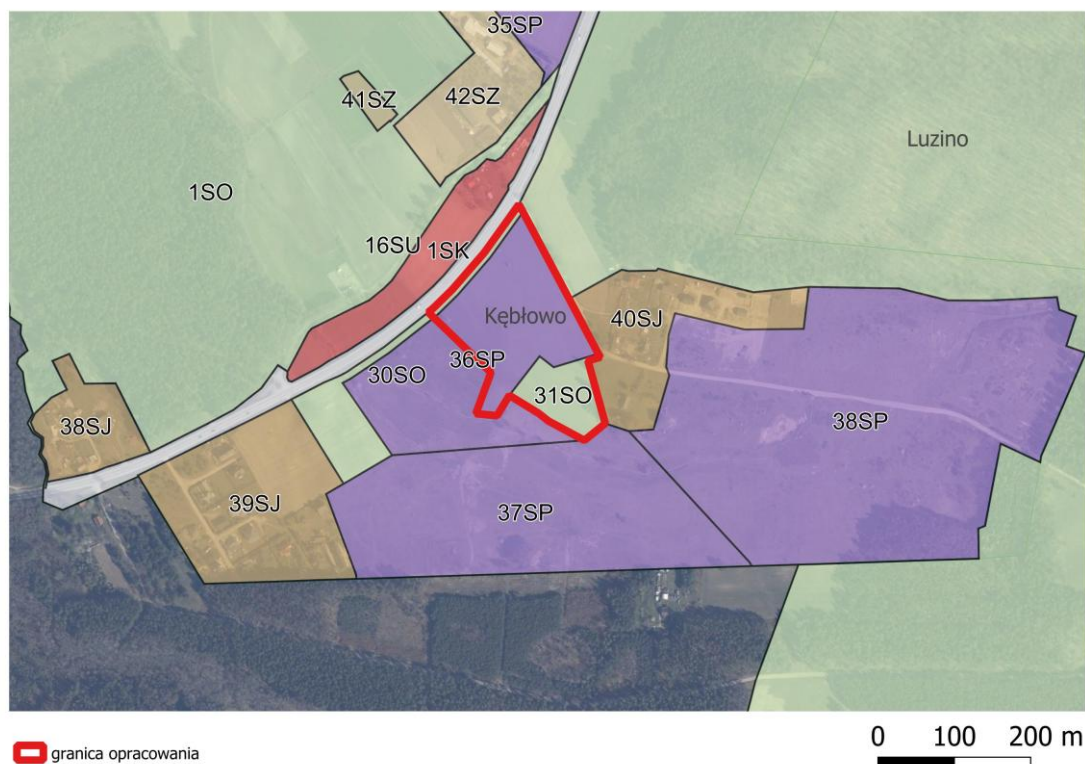 35SP
41SZ
42SZ
Luzino
1SO
16SU
1SK
Kębłowo
40SJ
36SP
30SO
31SO
38SJ
38SP
39SJ
37SP
granica opracowania
0 100 200 m